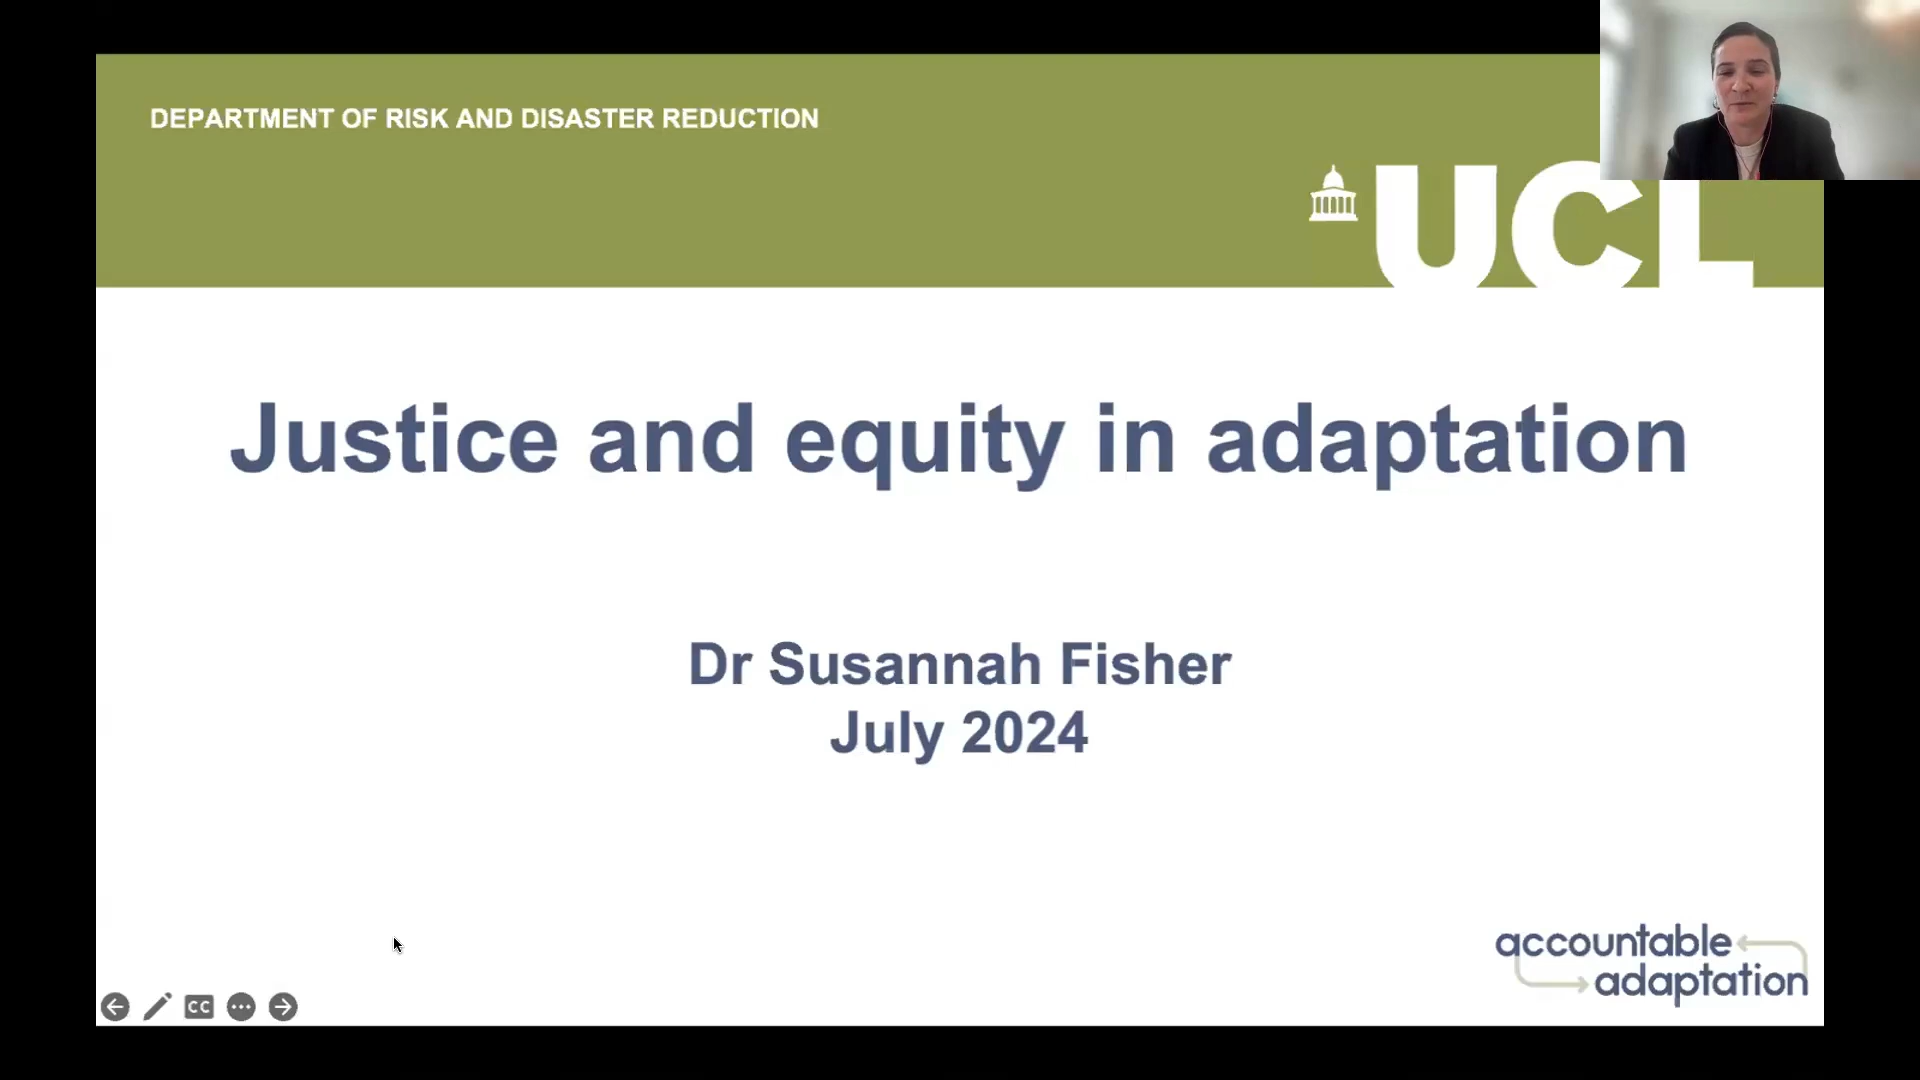 DEPARTMENT OF RISK AND DISASTER REDUCTION
UCL
Justice and equity in adaptation
Dr Susannah Fisher
July 2024
accountable
adaptation
CC